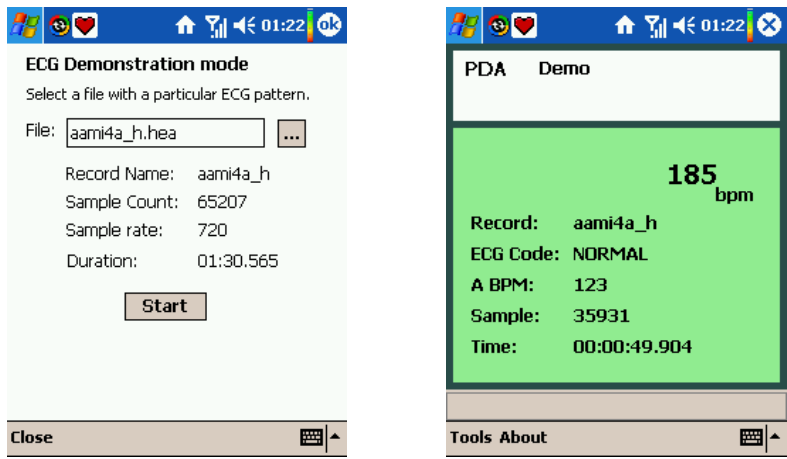 01:22 ok
ECG Demonstration mode
Select a file with a particular ECG pattern.
File: aami4a_h.hea ...
Record Name: aami4a_h
Sample Count: 65207
Sample rate: 720
Duration: 01:30.565
Start
Close
01:22
PDA Demo
185
bpm
Record: aami4a_h
ECG Code: NORMAL
A BPM: 123
Sample: 35931
Time: 00:00:49.904
Tools About